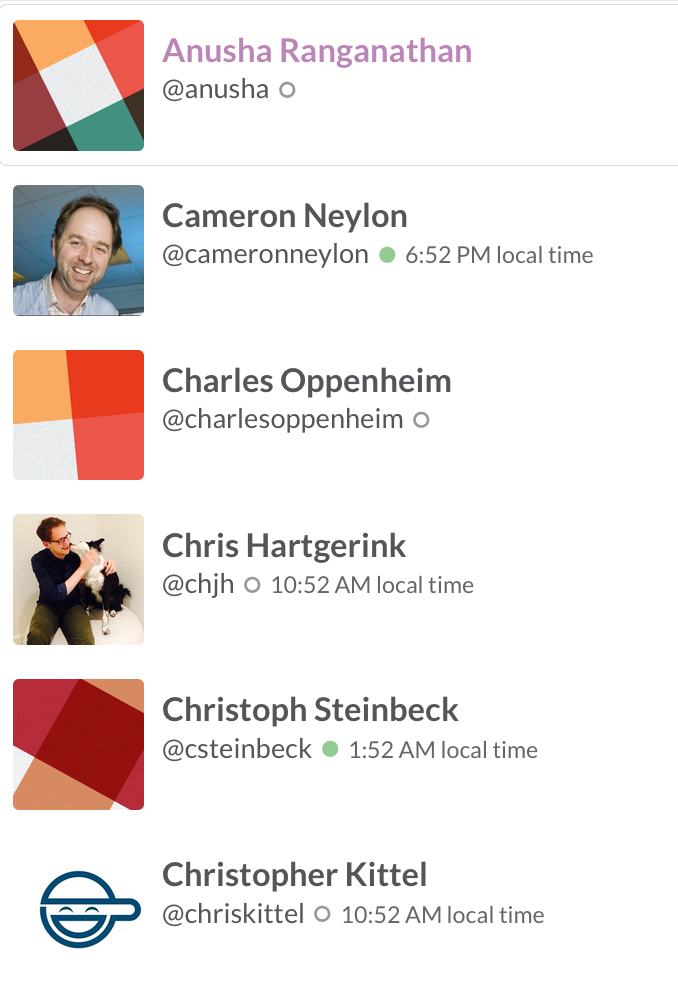 Anusha Ranganathan
@anusha
Cameron Neylon
@cameronneylon 6:52 PM local time
Charles Oppenheim
@charlesoppenheim
Chris Hartgerink
@chjh 10:52 AM local time
Christoph Steinbeck
@csteinbeck 1:52 AM local time
Christopher Kittel
@chriskittel 10:52 AM local time